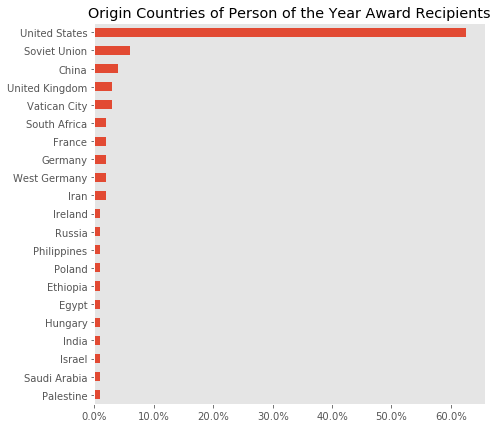 Origin Countries of Person of the Year Award Recipients
United States
Soviet Union
China
United Kingdom
Vatican City
South Africa
France
Germany
West Germany
Iran
Ireland
Russia
Philippines
Poland
Ethiopia
Egypt
Hungary
India
Israel
Saudi Arabia
Palestine
0.0% 10.0% 20.0% 30.0% 40.0% 50.0% 60.0%